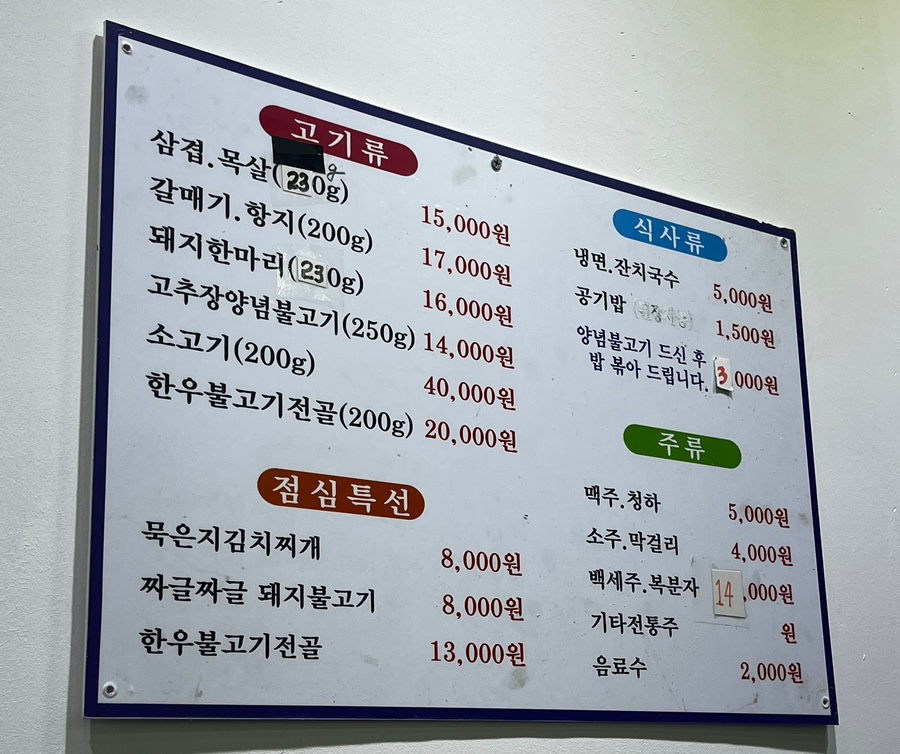 고기류
삼겹.목살(230g) 15,000원
갈매기.항지(200g) 17,000원
돼지한마리(230g) 16,000원
고추장양념불고기(250g) 14,000원
소고기(200g) 40,000원
한우불고기전골(200g) 20,000원
점심특선
묵은지김치찌개 8,000원
짜글짜글 돼지불고기 8,000원
한우불고기전골 13,000원
식사류
냉면.잔치국수 5,000원
공기밥 1,500원
양념불고기 드신 후
밥 볶아 드립니다. 3,000원
주류
맥주.청하 5,000원
소주.막걸리 4,000원
백세주.복분자 14,000원
기타전통주 원
음료수 2,000원